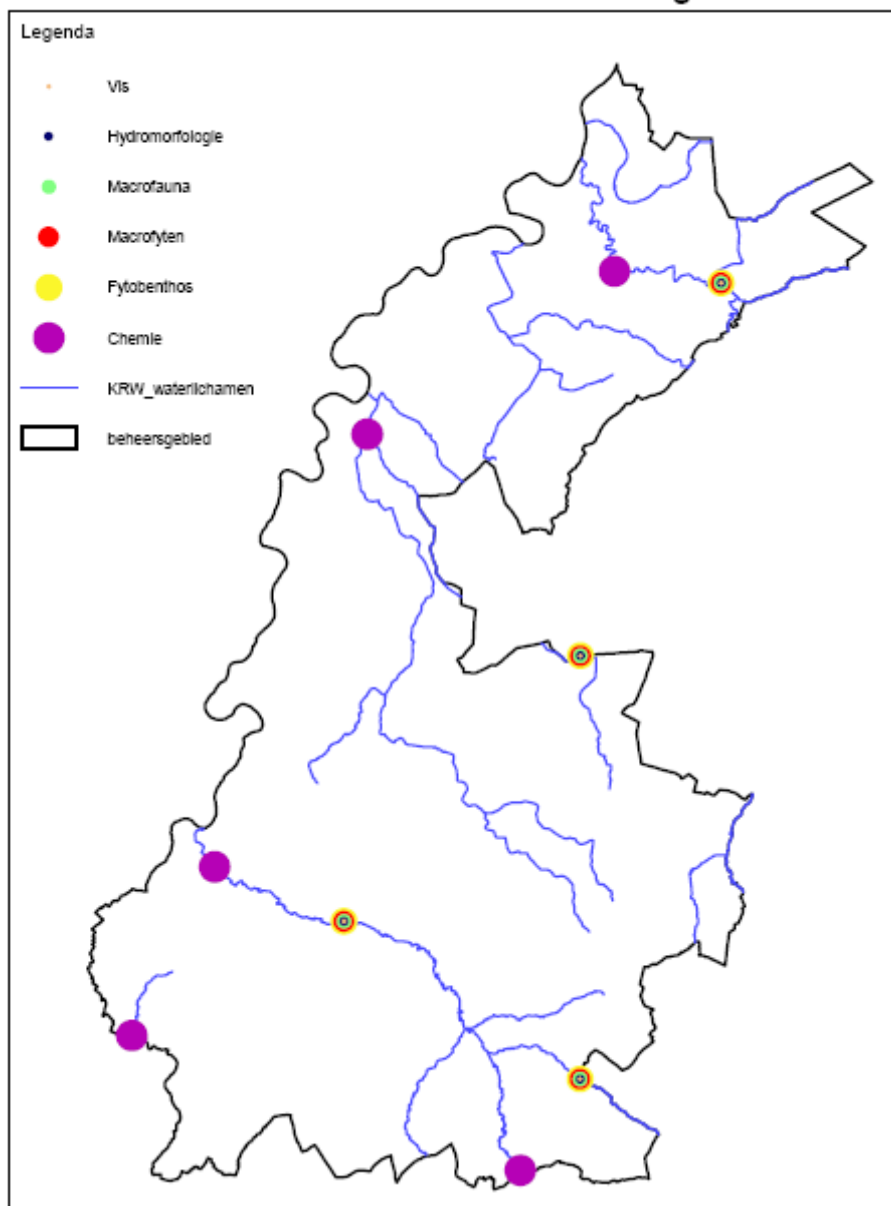 Legenda
Vis
Hydromorfologie
Macrofauna
Macrofyten
Fytobenthos
Chemie
KRW_waterlichamen
beheersgebied